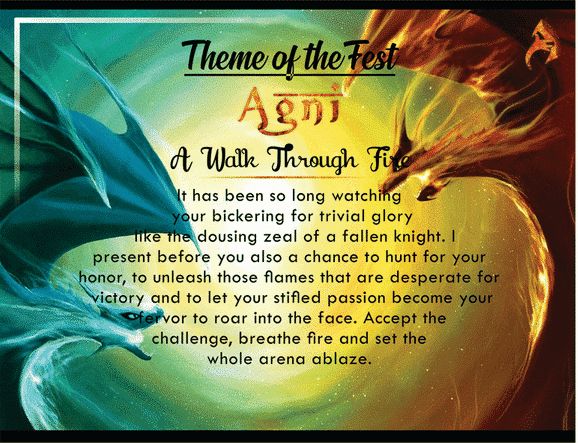 Theme of the Fest
Agni
A Walk Through Fire
It has been so long watching
your bickering for trivial glory
like the dousing zeal of a fallen knight. I
present before you also a chance to hunt for your
honor, to unleash those flames that are desperate for
victory and to let your stifled passion become your
fervor to roar into the face. Accept the
challenge, breathe fire and set the
whole arena ablaze.